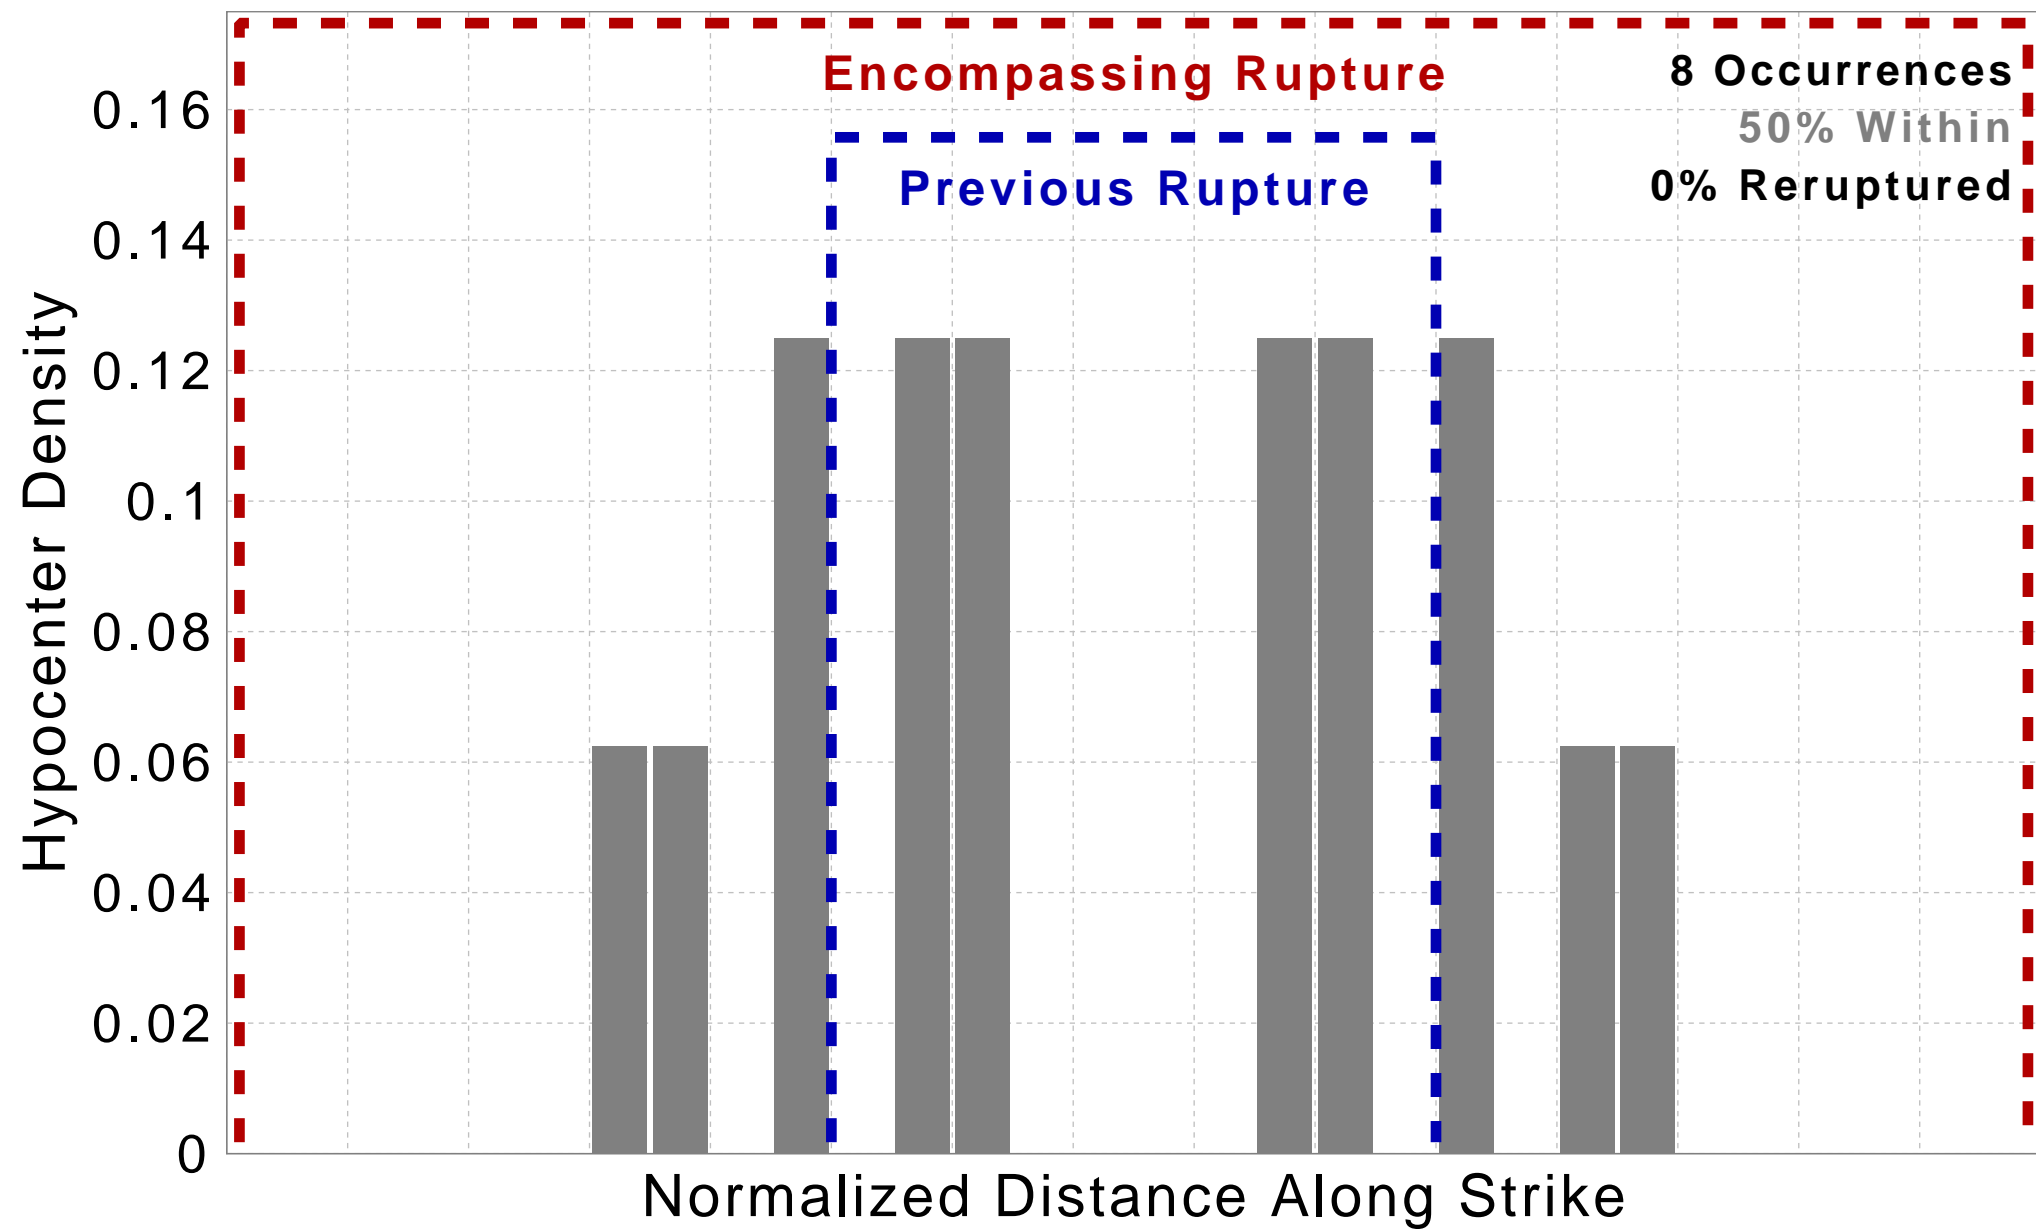 Encompassing Rupture
8 Occurrences
50% Within
0% Reruptured
Previous Rupture
Hypocenter Density
0.16
0.14
0.12
0.1
0.08
0.06
0.04
0.02
0
Normalized Distance Along Strike